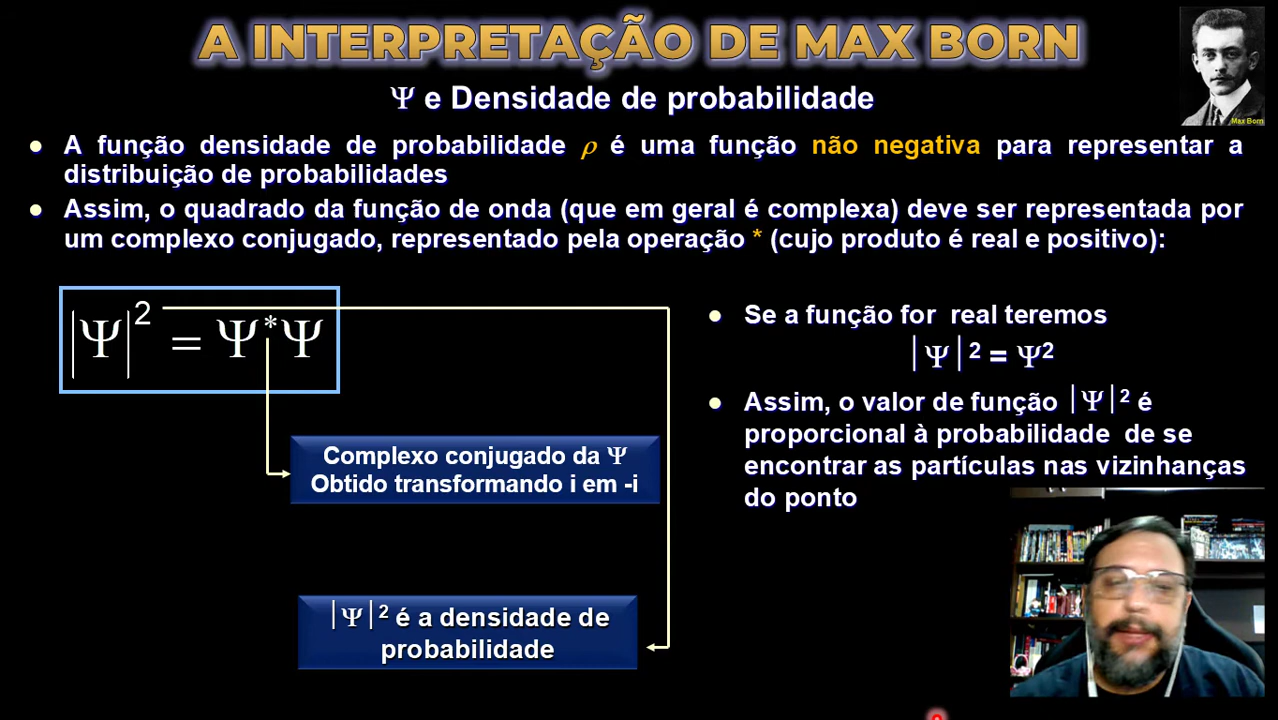 A INTERPRETAÇÃO DE MAX BORN
Max Born
Ψ e Densidade de probabilidade
● A função densidade de probabilidade ρ é uma função não negativa para representar a
distribuição de probabilidades
● Assim, o quadrado da função de onda (que em geral é complexa) deve ser representada por
um complexo conjugado, representado pela operação * (cujo produto é real e positivo):
|Ψ|² = Ψ*Ψ
Complexo conjugado da Ψ
Obtido transformando i em -i
|Ψ|² é a densidade de
probabilidade
● Se a função for real teremos
|Ψ|² = Ψ²
● Assim, o valor de função |Ψ|² é
proporcional à probabilidade de se
encontrar as partículas nas vizinhanças
do ponto